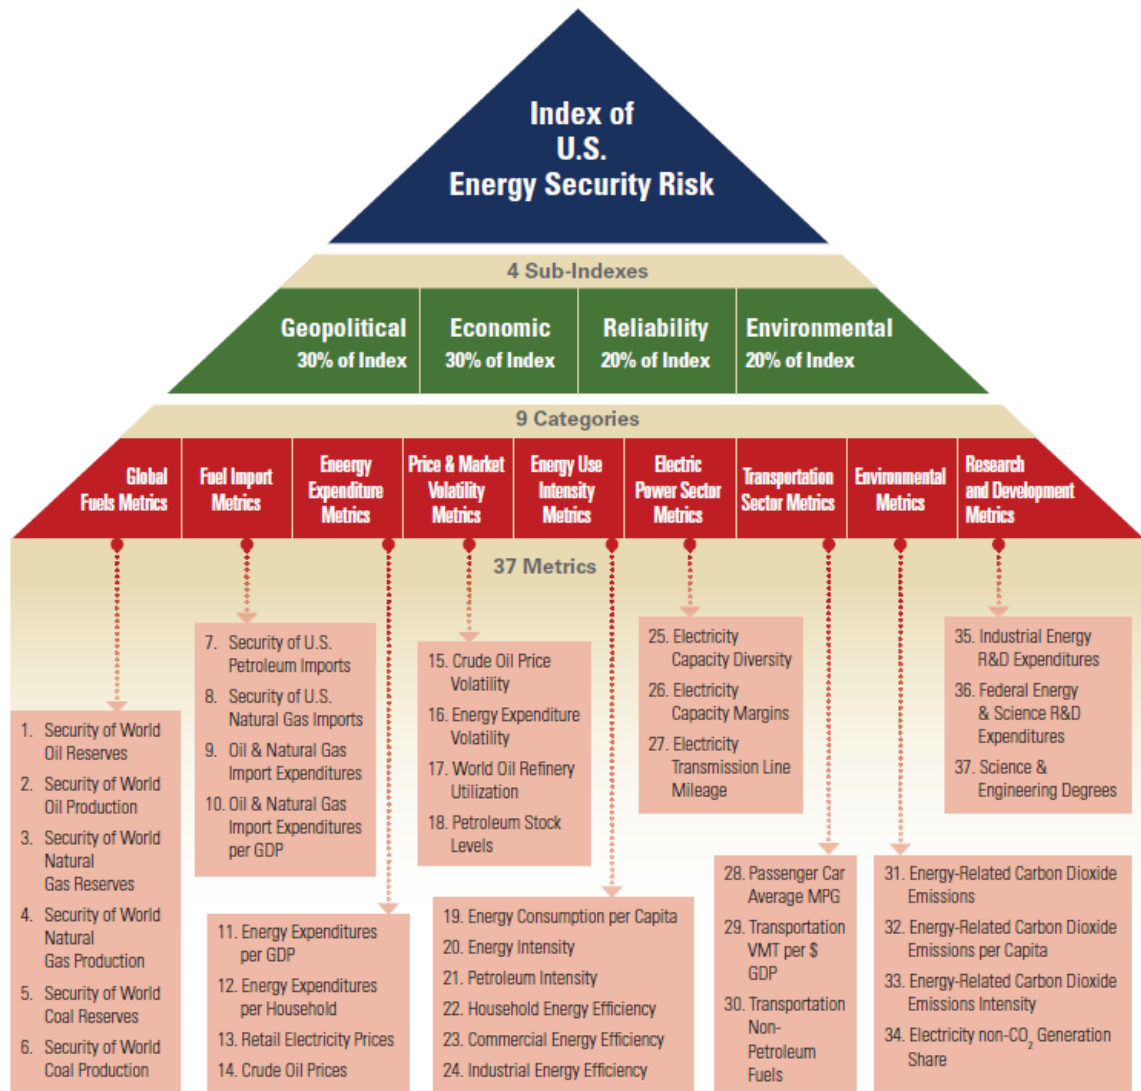 Index of
U.S.
Energy Security Risk
4 Sub-Indexes
Geopolitical
30% of Index
Economic
30% of Index
Reliability
20% of Index
Environmental
20% of Index
9 Categories
Global
Fuels Metrics
Fuel Import
Metrics
Eneergy
Expenditure
Metrics
Price & Market
Volatility
Metrics
Energy Use
Intensity
Metrics
Electric
Power Sector
Metrics
Transportation
Sector Metrics
Environmental
Metrics
Research
and Development
Metrics
37 Metrics
1. Security of World
Oil Reserves
2. Security of World
Oil Production
3. Security of World
Natural
Gas Reserves
4. Security of World
Natural
Gas Production
5. Security of World
Coal Reserves
6. Security of World
Coal Production
7. Security of U.S.
Petroleum Imports
8. Security of U.S.
Natural Gas Imports
9. Oil & Natural Gas
Import Expenditures
10. Oil & Natural Gas
Import Expenditures
per GDP
11. Energy Expenditures
per GDP
12. Energy Expenditures
per Household
13. Retail Electricity Prices
14. Crude Oil Prices
15. Crude Oil Price
Volatility
16. Energy Expenditure
Volatility
17. World Oil Refinery
Utilization
18. Petroleum Stock
Levels
19. Energy Consumption per Capita
20. Energy Intensity
21. Petroleum Intensity
22. Household Energy Efficiency
23. Commercial Energy Efficiency
24. Industrial Energy Efficiency
25. Electricity
Capacity Diversity
26. Electricity
Capacity Margins
27. Electricity
Transmission Line
Mileage
28. Passenger Car
Average MPG
29. Transportation
VMT per $
GDP
30. Transportation
Non-
Petroleum
Fuels
31. Energy-Related Carbon Dioxide
Emissions
32. Energy-Related Carbon Dioxide
Emissions per Capita
33. Energy-Related Carbon Dioxide
Emissions Intensity
34. Electricity non-CO₂ Generation
Share
35. Industrial Energy
R&D Expenditures
36. Federal Energy
& Science R&D
Expenditures
37. Science &
Engineering Degrees